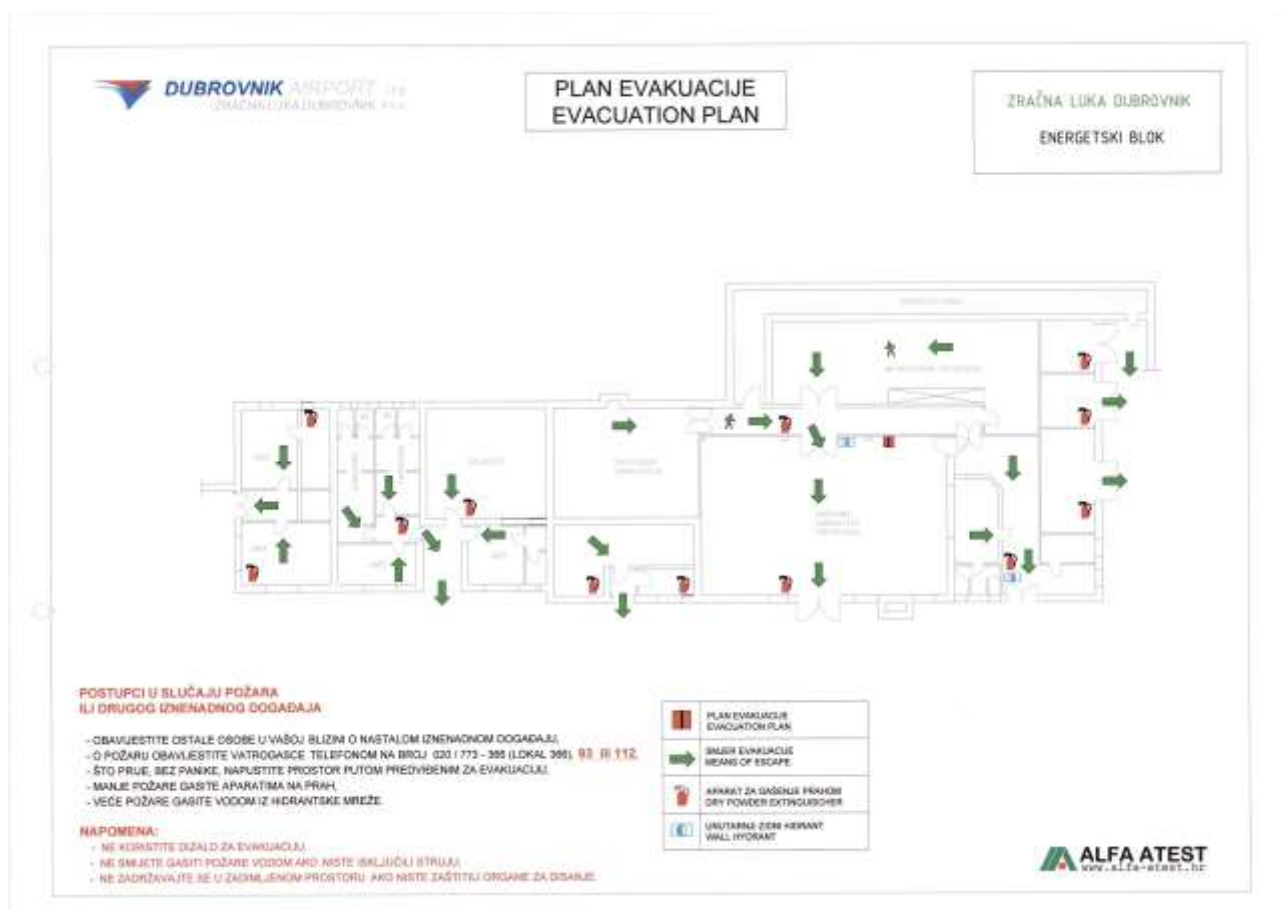 DUBROVNIK AIRPORT
ZRAČNA LUKA DUBROVNIK
PLAN EVAKUACIJE
EVACUATION PLAN
ZRAČNA LUKA DUBROVNIK
ENERGETSKI BLOK
POSTUPCI U SLUČAJU POŽARA
ILI DRUGOG IZNENADNOG DOGAĐAJA
- OBAVIJESTITE OSTALE OSOBE U VAŠOJ BLIZINI O NASTALOM IZNENADNOM DOGAĐAJU,
- O POŽARU OBAVIJESTITE VATROGASCE TELEFONOM NA BROJ 020 / 773 - 366 (LOKAL 366), 93 ili 112,
- ŠTO PRIJE, BEZ PANIKE, NAPUSTITE PROSTOR PUTOM PREDVIĐENIM ZA EVAKUACIJU,
- MANJE POŽARE GASITE APARATIMA NA PRAH,
- VEĆE POŽARE GASITE VODOM IZ HIDRANTSKE MREŽE.
NAPOMENA:
- NE KORISTITE DIZALO ZA EVAKUACIJU,
- NE SMIJETE GASITI POŽARE VODOM AKO NISTE ISKLJUČILI STRUJU,
- NE ZADRŽAVAJTE SE U ZADIMLJENOM PROSTORU AKO NISTE ZAŠTITILI ORGANE ZA DISANJE.
PLAN EVAKUACIJE
EVACUATION PLAN
SMJER EVAKUACIJE
MEANS OF ESCAPE
APARAT ZA GAŠENJE PRAHOM
DRY POWDER EXTINGUISCHER
UNUTARNJI ZIDNI HIDRANT
WALL HYDRANT
ALFA ATEST
www.alfa-atest.hr